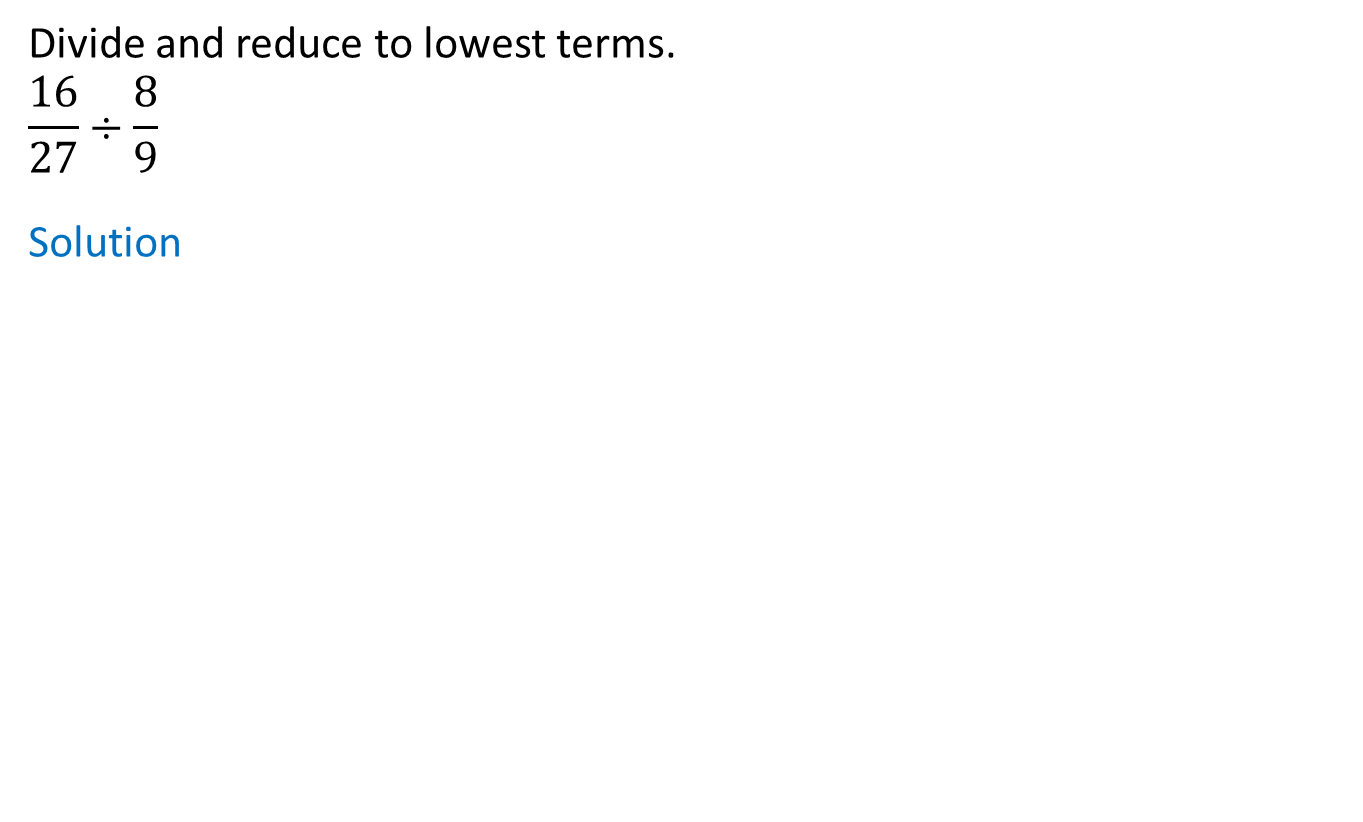 Divide and reduce to lowest terms.
16/27 ÷ 8/9
Solution